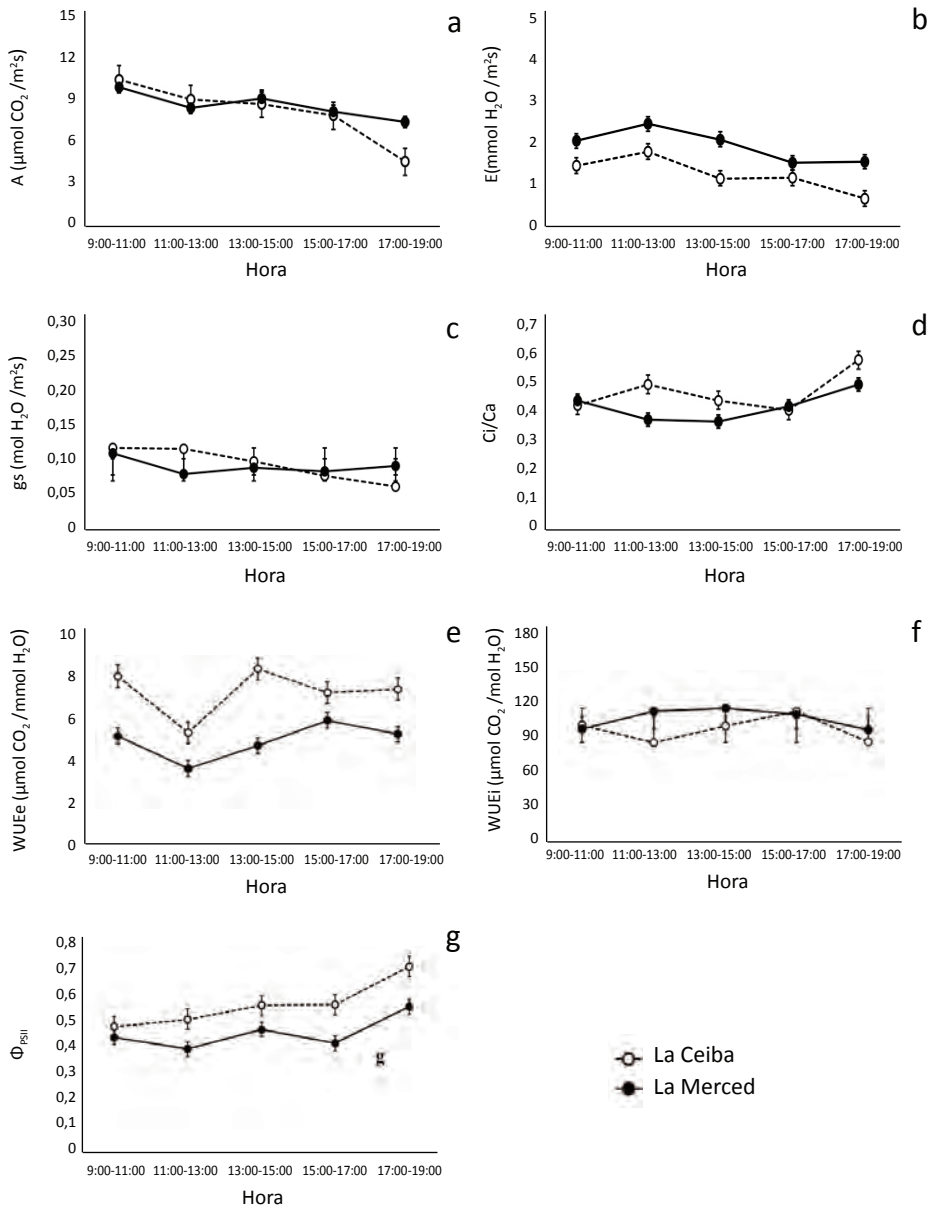 a
A (µmol CO2 /m²s)
15
12
9
6
3
0
9:00-11:00 11:00-13:00 13:00-15:00 15:00-17:00 17:00-19:00
Hora
b
E(mmol H2O /m²s)
5
4
3
2
1
0
9:00-11:00 11:00-13:00 13:00-15:00 15:00-17:00 17:00-19:00
Hora
c
gs (mol H2O /m²s)
0,30
0,25
0,20
0,15
0,10
0,05
0
9:00-11:00 11:00-13:00 13:00-15:00 15:00-17:00 17:00-19:00
Hora
d
Ci/Ca
0,7
0,6
0,5
0,4
0,3
0,2
0,1
0
9:00-11:00 11:00-13:00 13:00-15:00 15:00-17:00 17:00-19:00
Hora
e
WUEe (µmol CO2 /mmol H2O)
10
8
6
4
2
0
9:00-11:00 11:00-13:00 13:00-15:00 15:00-17:00 17:00-19:00
Hora
f
WUEi (µmol CO2 /mol H2O)
180
150
120
90
60
30
0
9:00-11:00 11:00-13:00 13:00-15:00 15:00-17:00 17:00-19:00
Hora
g
ΦPSII
0,8
0,7
0,6
0,5
0,4
0,3
0,2
0,1
0
g
9:00-11:00 11:00-13:00 13:00-15:00 15:00-17:00 17:00-19:00
Hora
La Ceiba
La Merced